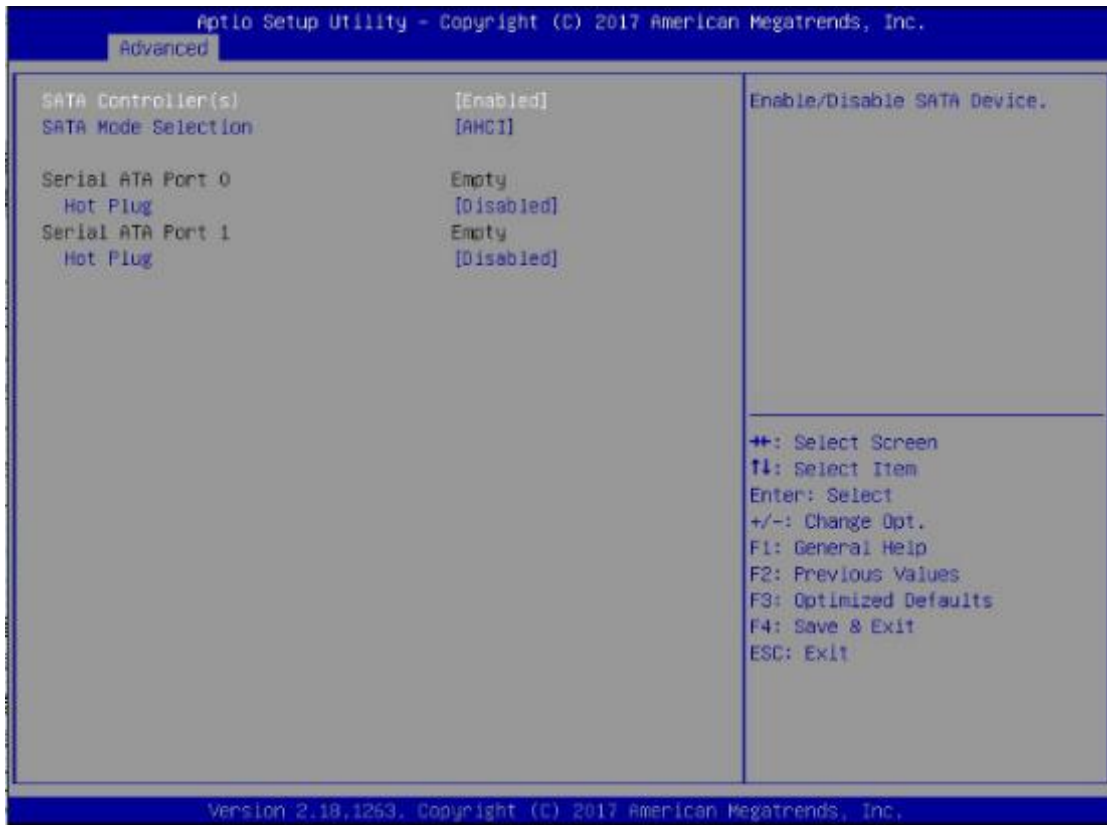 Aptio Setup Utility - Copyright (C) 2017 American Megatrends, Inc.
Advanced
SATA Controller(s) [Enabled]
SATA Mode Selection [AHCI]
Serial ATA Port 0 Empty
Hot Plug [Disabled]
Serial ATA Port 1 Empty
Hot Plug [Disabled]
Enable/Disable SATA Device.
→←: Select Screen
↑↓: Select Item
Enter: Select
+/-: Change Opt.
F1: General Help
F2: Previous Values
F3: Optimized Defaults
F4: Save & Exit
ESC: Exit
Version 2.18.1263. Copyright (C) 2017 American Megatrends, Inc.